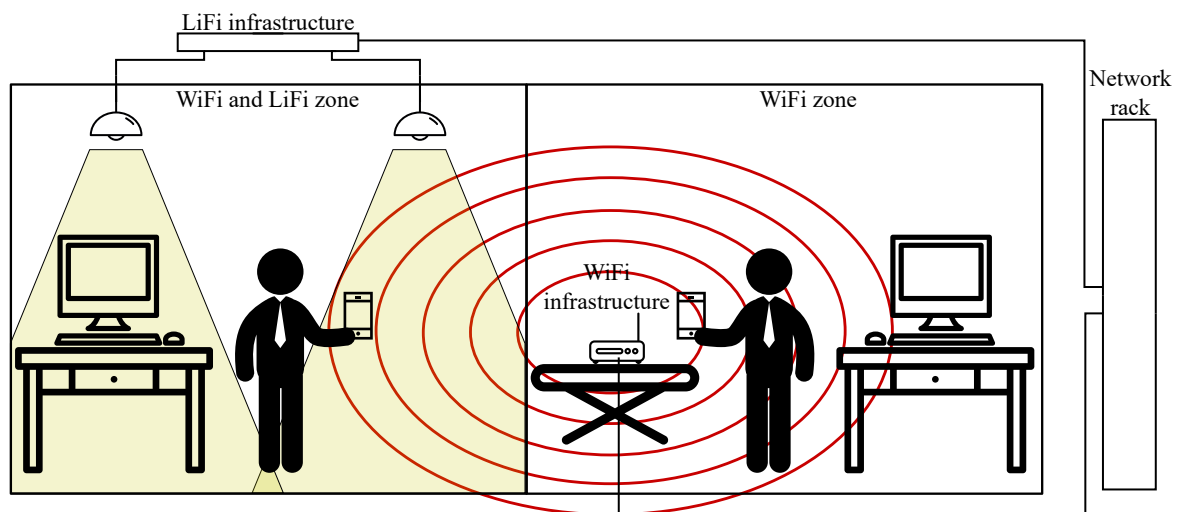 LiFi infrastructure
WiFi and LiFi zone
WiFi zone
Network
rack
WiFi
infrastructure